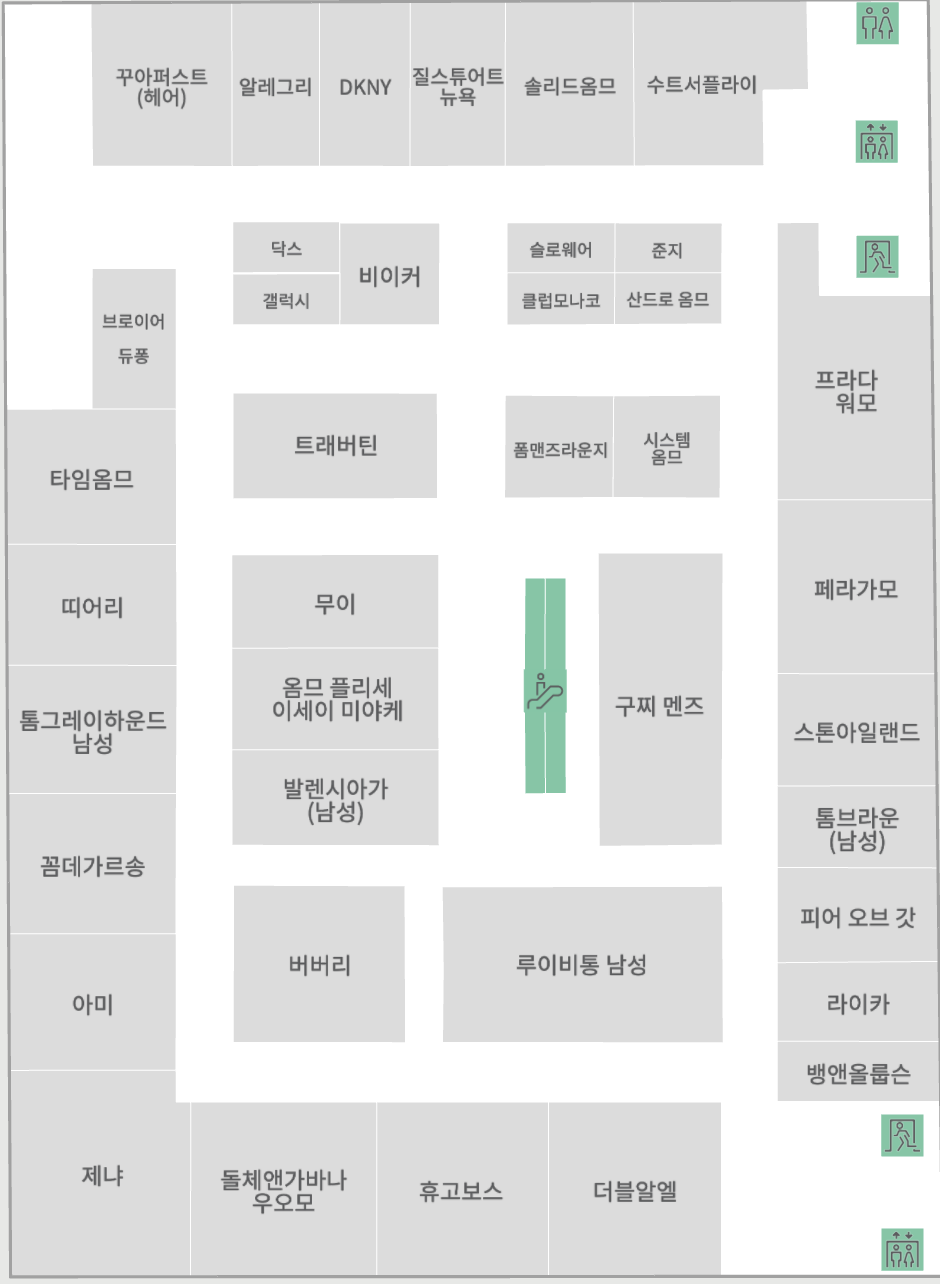 꾸아퍼스트
(헤어)
알레그리
DKNY
질스튜어트
뉴욕
솔리드옴므
수트서플라이
닥스
갤럭시
비이커
슬로웨어
준지
클럽모나코
산드로 옴므
브로이어
듀퐁
프라다
워모
트래버틴
폼맨즈라운지
시스템
옴므
타임옴므
띠어리
무이
페라가모
옴므 플리세
이세이 미야케
구찌 멘즈
톰그레이하운드
남성
스톤아일랜드
발렌시아가
(남성)
톰브라운
(남성)
꼼데가르송
피어 오브 갓
버버리
루이비통 남성
아미
라이카
뱅앤올룹슨
제냐
돌체앤가바나
우오모
휴고보스
더블알엘